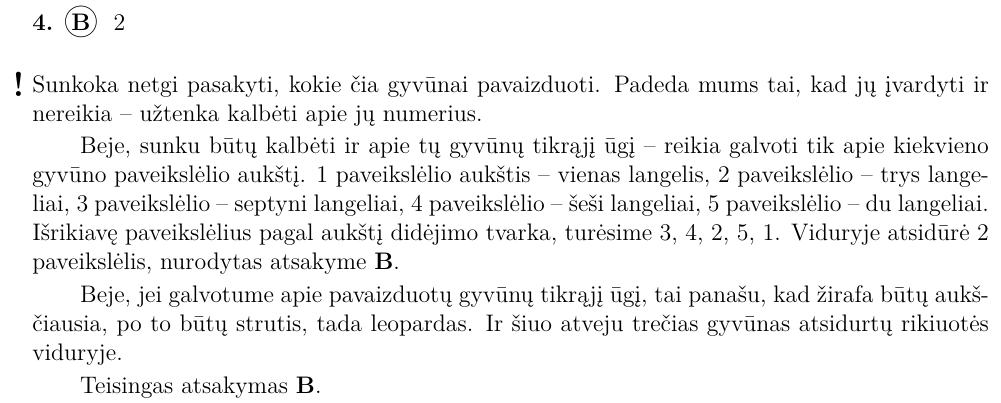 4. B 2
! Sunkoka netgi pasakyti, kokie čia gyvūnai pavaizduoti. Padeda mums tai, kad jų įvardyti ir
nereikia – užtenka kalbėti apie jų numerius.
Beje, sunku būtų kalbėti ir apie tų gyvūnų tikrąjį ūgį – reikia galvoti tik apie kiekvieno
gyvūno paveikslėlio aukštį. 1 paveikslėlio aukštis – vienas langelis, 2 paveikslėlio – trys lange-
liai, 3 paveikslėlio – septyni langeliai, 4 paveikslėlio – šeši langeliai, 5 paveikslėlio – du langeliai.
Išrikiavę paveikslėlius pagal aukštį didėjimo tvarka, turėsime 3, 4, 2, 5, 1. Viduryje atsidūrė 2
paveikslėlis, nurodytas atsakyme B.
Beje, jei galvotume apie pavaizduotų gyvūnų tikrąjį ūgį, tai panašu, kad žirafa būtų aukš-
čiausia, po to būtų strutis, tada leopardas. Ir šiuo atveju trečias gyvūnas atsidurtų rikiuotės
viduryje.
Teisingas atsakymas B.